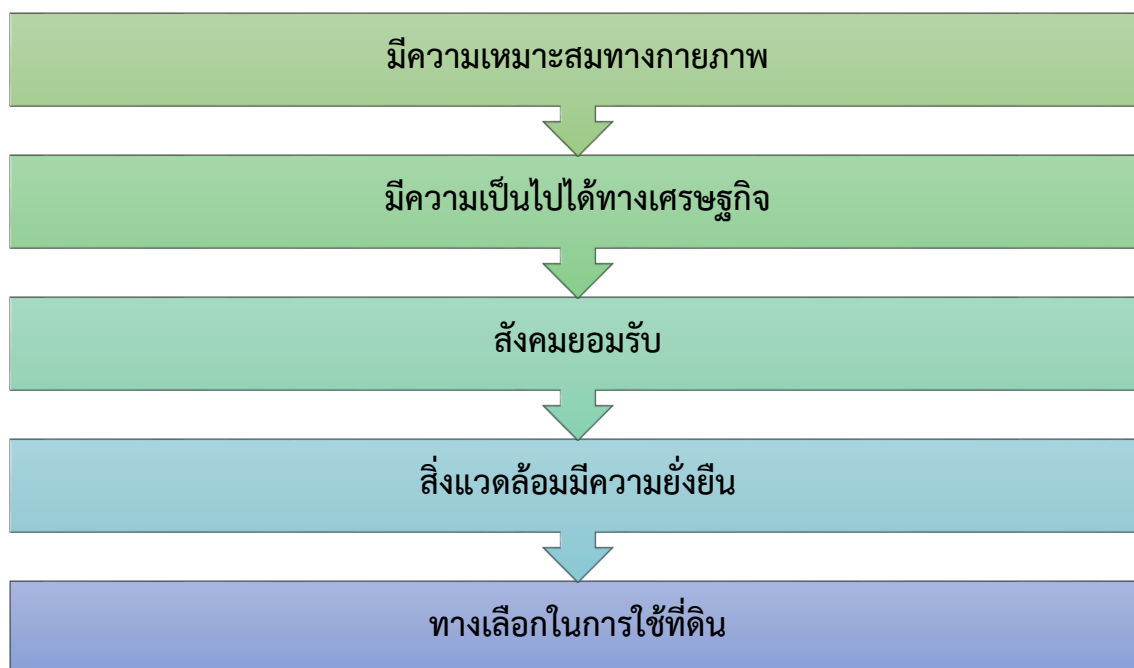 มีความเหมาะสมทางกายภาพ
มีความเป็นไปได้ทางเศรษฐกิจ
สังคมยอมรับ
สิ่งแวดล้อมมีความยั่งยืน
ทางเลือกในการใช้ที่ดิน